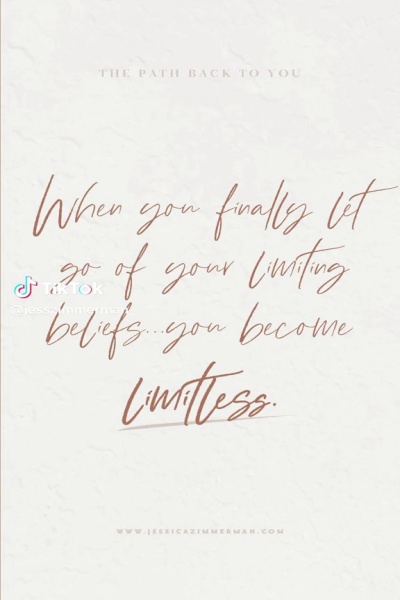 THE PATH BACK TO YOU
When you finally let
go of your limiting
TikTok
@jesszimmerman
beliefs...you become
limitless.
WWW.JESSICAZIMMERMAN.COM